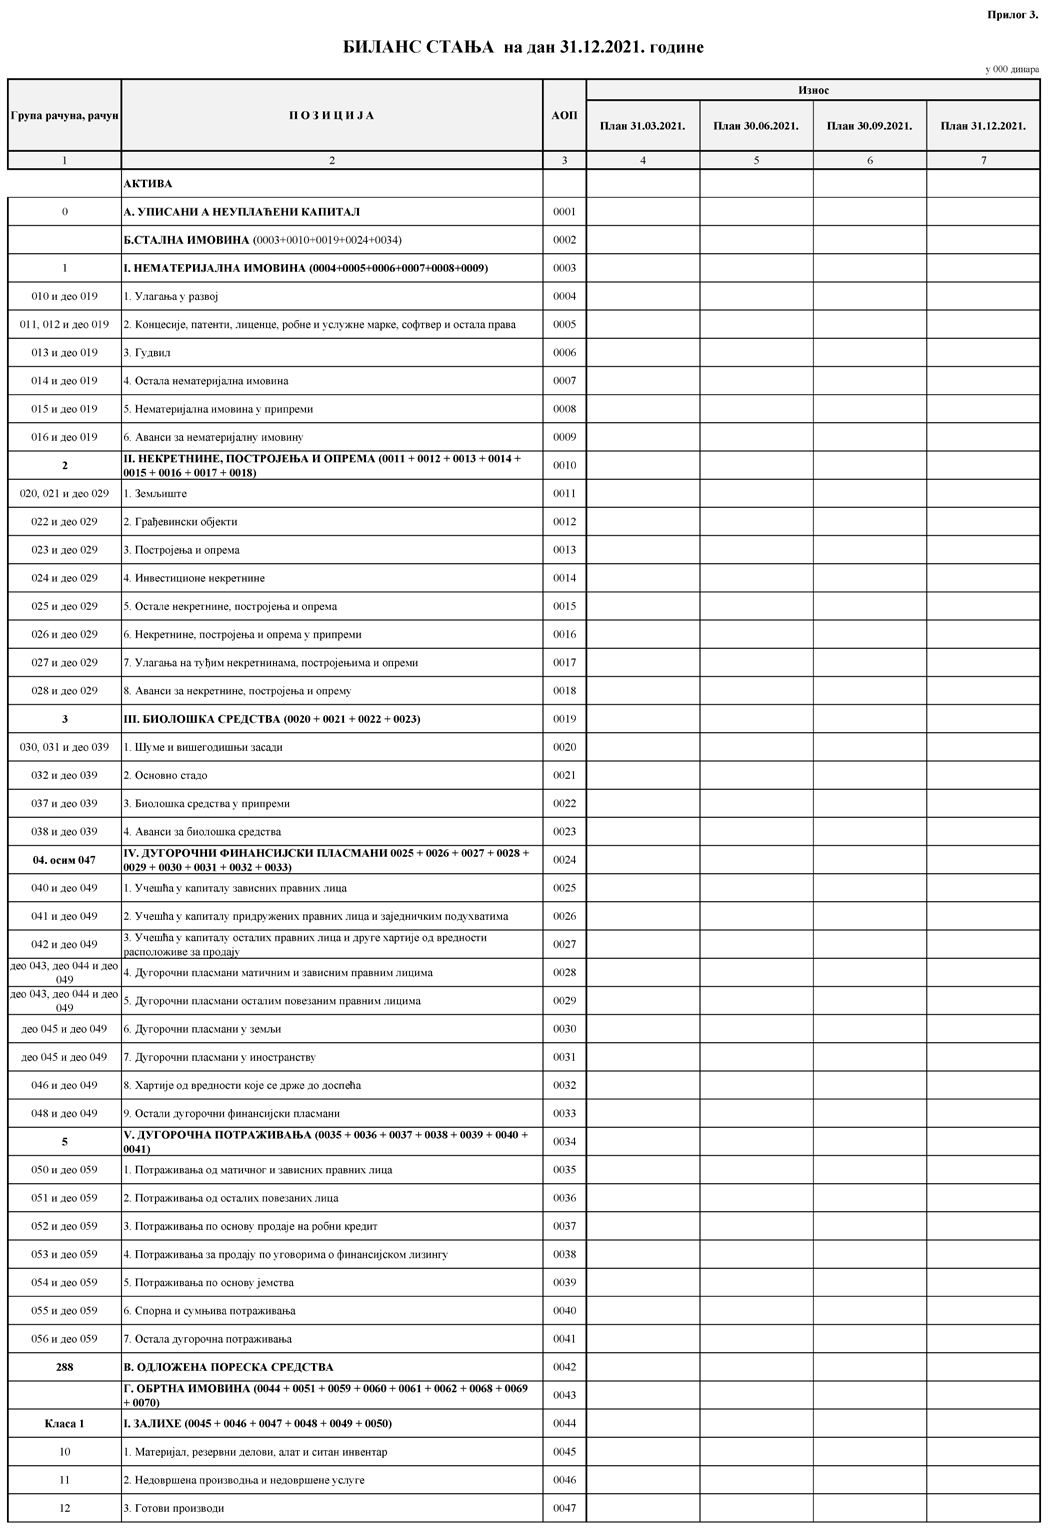 Прилог 3.
БИЛАНС СТАЊА на дан 31.12.2021. године
у 000 динара
Група рачуна, рачун П О З И Ц И Ј А АОП Износ
План 31.03.2021. План 30.06.2021. План 30.09.2021. План 31.12.2021.
1 2 3 4 5 6 7
АКТИВА
0 А. УПИСАНИ А НЕУПЛАЋЕНИ КАПИТАЛ 0001
Б.СТАЛНА ИМОВИНА (0003+0010+0019+0024+0034) 0002
1 I. НЕМАТЕРИЈАЛНА ИМОВИНА (0004+0005+0006+0007+0008+0009) 0003
010 и део 019 1. Улагања у развој 0004
011, 012 и део 019 2. Концесије, патенти, лиценце, робне и услужне марке, софтвер и остала права 0005
013 и део 019 3. Гудвил 0006
014 и део 019 4. Остала нематеријална имовина 0007
015 и део 019 5. Нематеријална имовина у припреми 0008
016 и део 019 6. Аванси за нематеријалну имовину 0009
2 II. НЕКРЕТНИНЕ, ПОСТРОЈЕЊА И ОПРЕМА (0011 + 0012 + 0013 + 0014 +
0015 + 0016 + 0017 + 0018) 0010
020, 021 и део 029 1. Земљиште 0011
022 и део 029 2. Грађевински објекти 0012
023 и део 029 3. Постројења и опрема 0013
024 и део 029 4. Инвестиционе некретнине 0014
025 и део 029 5. Остале некретнине, постројења и опрема 0015
026 и део 029 6. Некретнине, постројења и опрема у припреми 0016
027 и део 029 7. Улагања на туђим некретнинама, постројењима и опреми 0017
028 и део 029 8. Аванси за некретнине, постројења и опрему 0018
3 III. БИОЛОШКА СРЕДСТВА (0020 + 0021 + 0022 + 0023) 0019
030, 031 и део 039 1. Шуме и вишегодишњи засади 0020
032 и део 039 2. Основно стадо 0021
037 и део 039 3. Биолошка средства у припреми 0022
038 и део 039 4. Аванси за биолошка средства 0023
04. осим 047 IV. ДУГОРОЧНИ ФИНАНСИЈСКИ ПЛАСМАНИ 0025 + 0026 + 0027 + 0028 +
0029 + 0030 + 0031 + 0032 + 0033) 0024
040 и део 049 1. Учешћа у капиталу зависних правних лица 0025
041 и део 049 2. Учешћа у капиталу придружених правних лица и заједничким подухватима 0026
042 и део 049 3. Учешћа у капиталу осталих правних лица и друге хартије од вредности
расположиве за продају 0027
део 043, део 044 и део
049 4. Дугорочни пласмани матичним и зависним правним лицима 0028
део 043, део 044 и део
049 5. Дугорочни пласмани осталим повезаним правним лицима 0029
део 045 и део 049 6. Дугорочни пласмани у земљи 0030
део 045 и део 049 7. Дугорочни пласмани у иностранству 0031
046 и део 049 8. Хартије од вредности које се држе до доспећа 0032
048 и део 049 9. Остали дугорочни финансијски пласмани 0033
5 V. ДУГОРОЧНА ПОТРАЖИВАЊА (0035 + 0036 + 0037 + 0038 + 0039 + 0040 +
0041) 0034
050 и део 059 1. Потраживања од матичног и зависних правних лица 0035
051 и део 059 2. Потраживања од осталих повезаних лица 0036
052 и део 059 3. Потраживања по основу продаје на робни кредит 0037
053 и део 059 4. Потраживања за продају по уговорима о финансијском лизингу 0038
054 и део 059 5. Потраживања по основу јемства 0039
055 и део 059 6. Спорна и сумњива потраживања 0040
056 и део 059 7. Остала дугорочна потраживања 0041
288 В. ОДЛОЖЕНА ПОРЕСКА СРЕДСТВА 0042
Г. ОБРТНА ИМОВИНА (0044 + 0051 + 0059 + 0060 + 0061 + 0062 + 0068 + 0069
+ 0070) 0043
Класа 1 I. ЗАЛИХЕ (0045 + 0046 + 0047 + 0048 + 0049 + 0050) 0044
10 1. Материјал, резервни делови, алат и ситан инвентар 0045
11 2. Недовршена производња и недовршене услуге 0046
12 3. Готови производи 0047